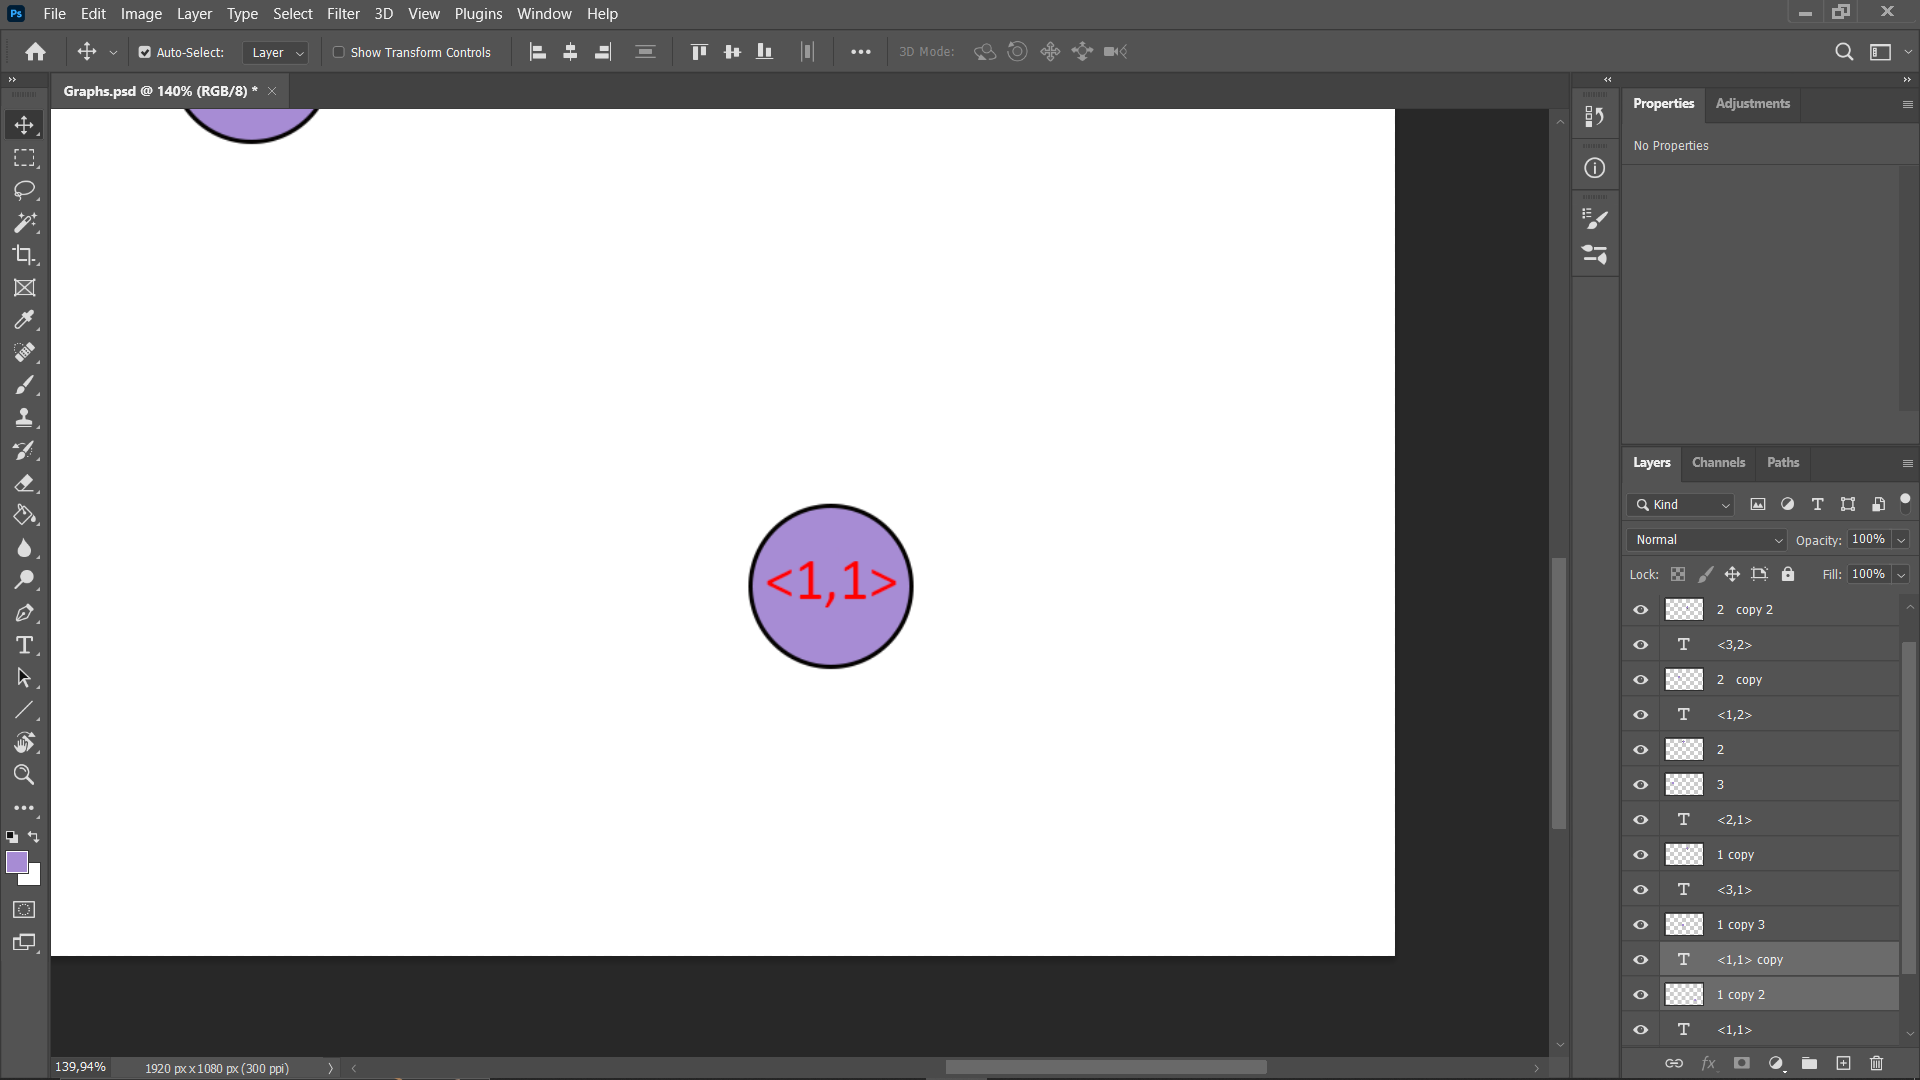 Ps File Edit Image Layer Type Select Filter 3D View Plugins Window Help
Auto-Select: Layer Show Transform Controls 3D Mode:
Graphs.psd @ 140% (RGB/8) *
Properties Adjustments
No Properties
<1,1>
Layers Channels Paths
Kind
Normal Opacity: 100%
Lock: Fill: 100%
2 copy 2
<3,2>
2 copy
<1,2>
2
3
<2,1>
1 copy
<3,1>
1 copy 3
<1,1> copy
1 copy 2
<1,1>
139,94% 1920 px x 1080 px (300 ppi)